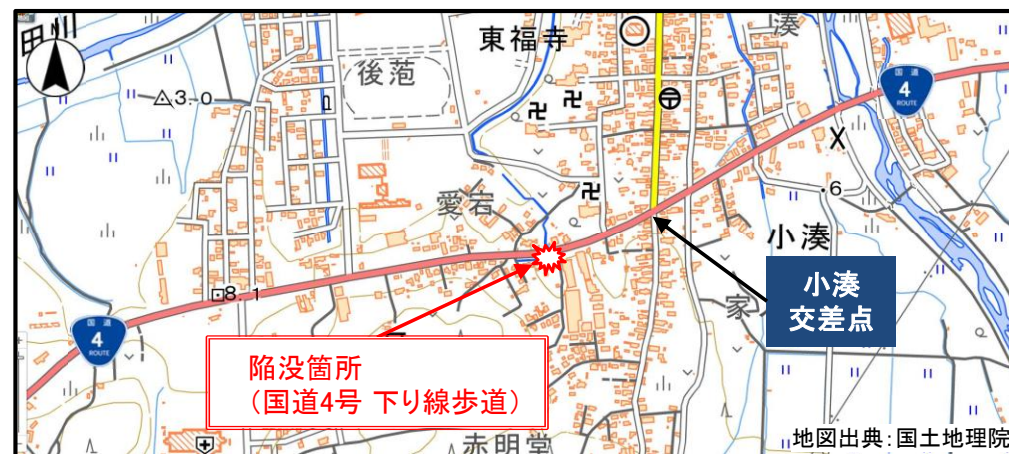 田川
東福寺
湊
後萢
3.0
国道
4
ROUTE
愛宕
6
小湊
8.1
小湊
交差点
家
国道
4
ROUTE
陥没箇所
(国道4号 下り線歩道)
赤明堂
地図出典:国土地理院